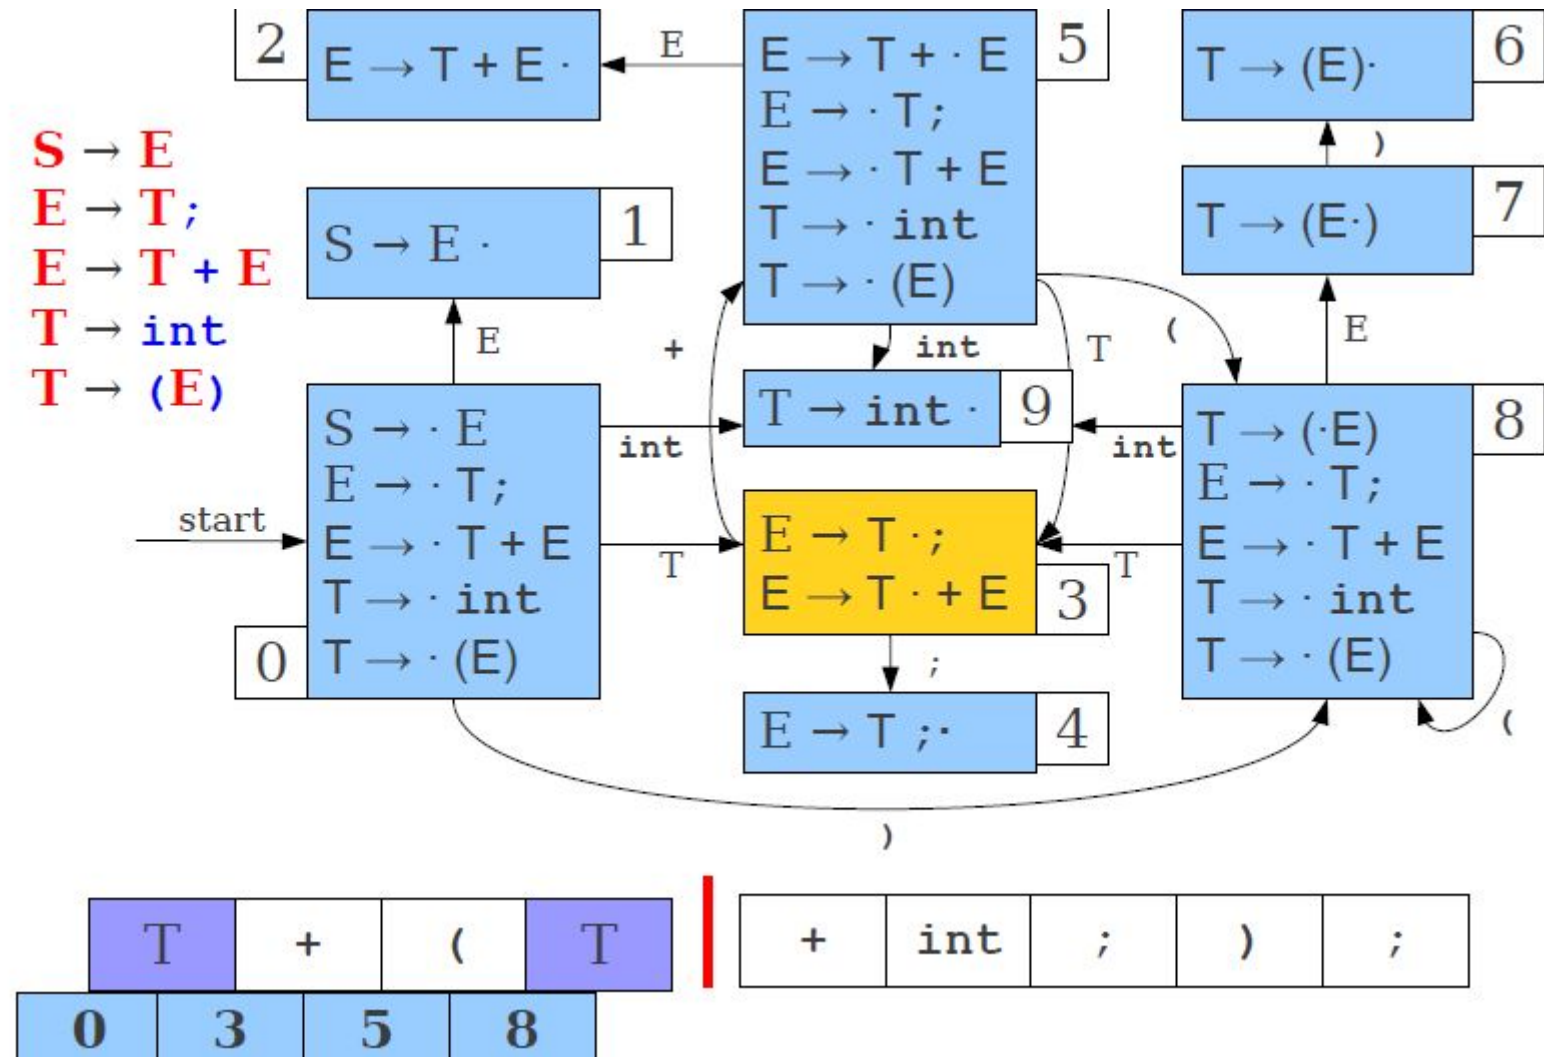 S → E
E → T ;
E → T + E
T → int
T → (E)
2
E → T + E ·
E
E → T + · E
E → · T ;
E → · T + E
T → · int
T → · (E)
5
T → (E)·
6
)
T → (E·)
7
S → E ·
1
E
+
int
T
(
E
S → · E
E → · T ;
E → · T + E
T → · int
T → · (E)
0
start
int
T
T → int ·
9
E → T · ;
E → T · + E
3
;
E → T ;·
4
int
T
T → (·E)
E → · T ;
E → · T + E
T → · int
T → · (E)
8
(
)
T + ( T + int ; ) ;
0 3 5 8